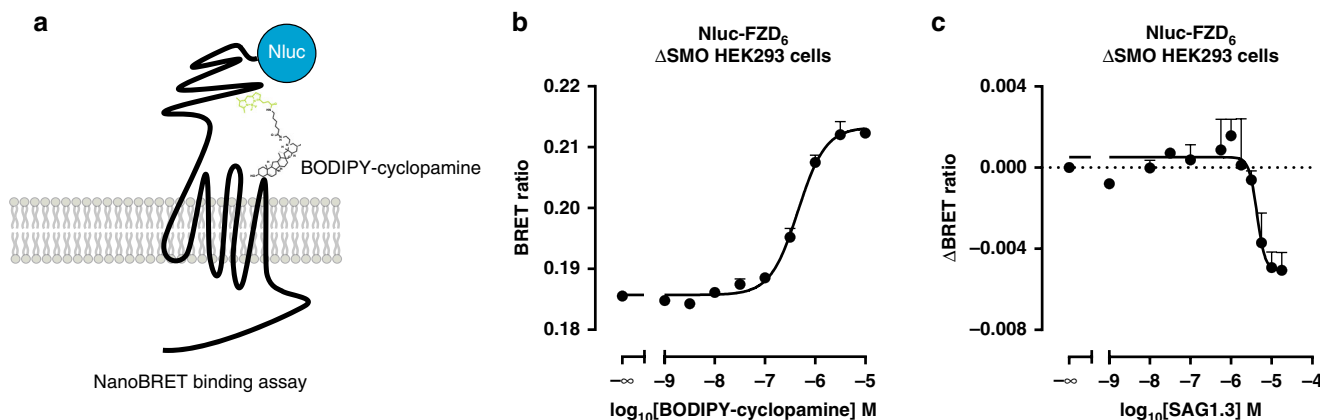 a
Nluc
BODIPY-cyclopamine
NanoBRET binding assay
b
Nluc-FZD₆
ΔSMO HEK293 cells
BRET ratio
0.22
0.21
0.20
0.19
0.18
−∞ −9 −8 −7 −6 −5
log₁₀[BODIPY-cyclopamine] M
c
Nluc-FZD₆
ΔSMO HEK293 cells
ΔBRET ratio
0.004
0.000
−0.004
−0.008
−∞ −9 −8 −7 −6 −5 −4
log₁₀[SAG1.3] M